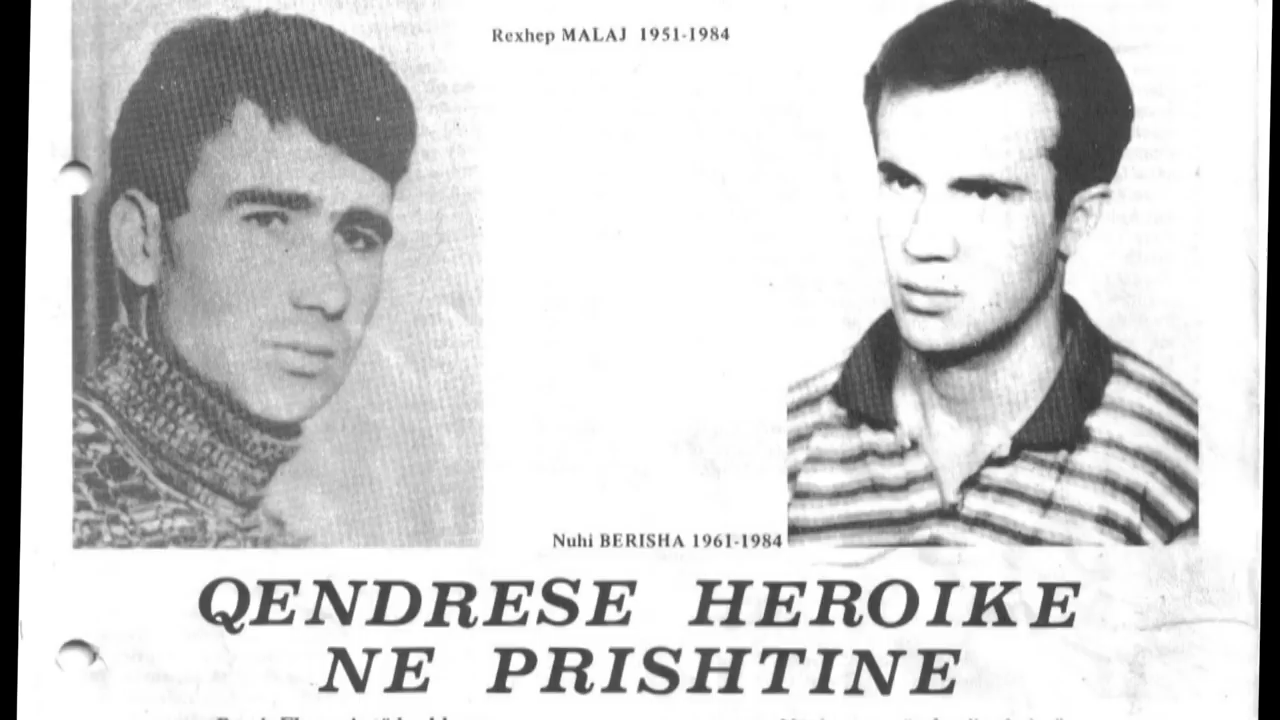 Rexhep MALAJ 1951-1984
Nuhi BERISHA 1961-1984
QENDRESE HEROIKE
NE PRISHTINE